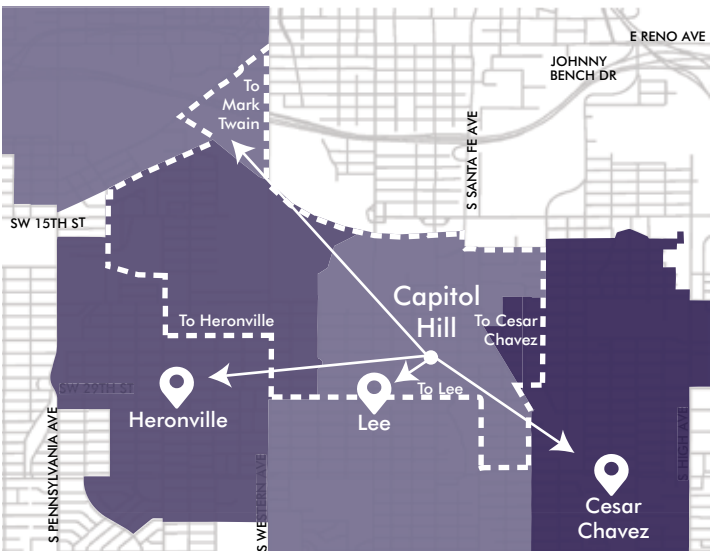 E RENO AVE
JOHNNY
BENCH DR
To
Mark
Twain
S SANTA FE AVE
SW 15TH ST
Capitol
Hill
To Heronville
To Cesar
Chavez
SW 29TH ST
To Lee
Heronville
Lee
S PENNSYLVANIA AVE
S WESTERN AVE
S HIGH AVE
Cesar
Chavez